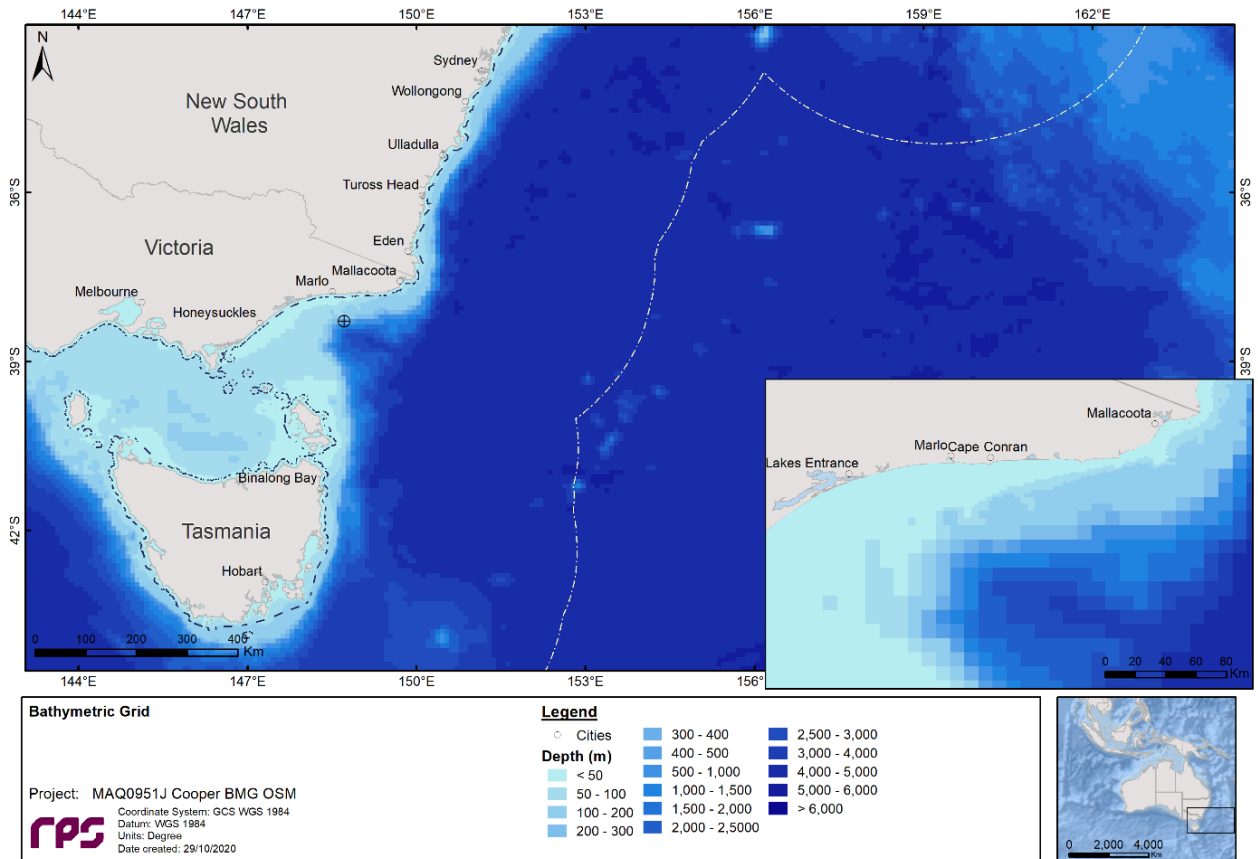 144°E 147°E 150°E 153°E 156°E 159°E 162°E
N
Sydney
New South
Wales
Wollongong
Ulladulla
Tuross Head
36°S 36°S
Eden
Victoria
Mallacoota
Marlo
Melbourne
Honeysuckles
39°S 39°S
Mallacoota
Marlo Cape Conran
Lakes Entrance
Binalong Bay
Tasmania
42°S
Hobart
0 100 200 300 400
Km
0 20 40 60 80
Km
144°E 147°E 150°E 153°E 156°
Bathymetric Grid
Project: MAQ0951J Cooper BMG OSM
rps
Coordinate System: GCS WGS 1984
Datum: WGS 1984
Units: Degree
Date created: 29/10/2020
Legend
Cities
Depth (m)
< 50
50 - 100
100 - 200
200 - 300
300 - 400
400 - 500
500 - 1,000
1,000 - 1,500
1,500 - 2,000
2,000 - 2,5000
2,500 - 3,000
3,000 - 4,000
4,000 - 5,000
5,000 - 6,000
> 6,000
0 2,000 4,000
Km